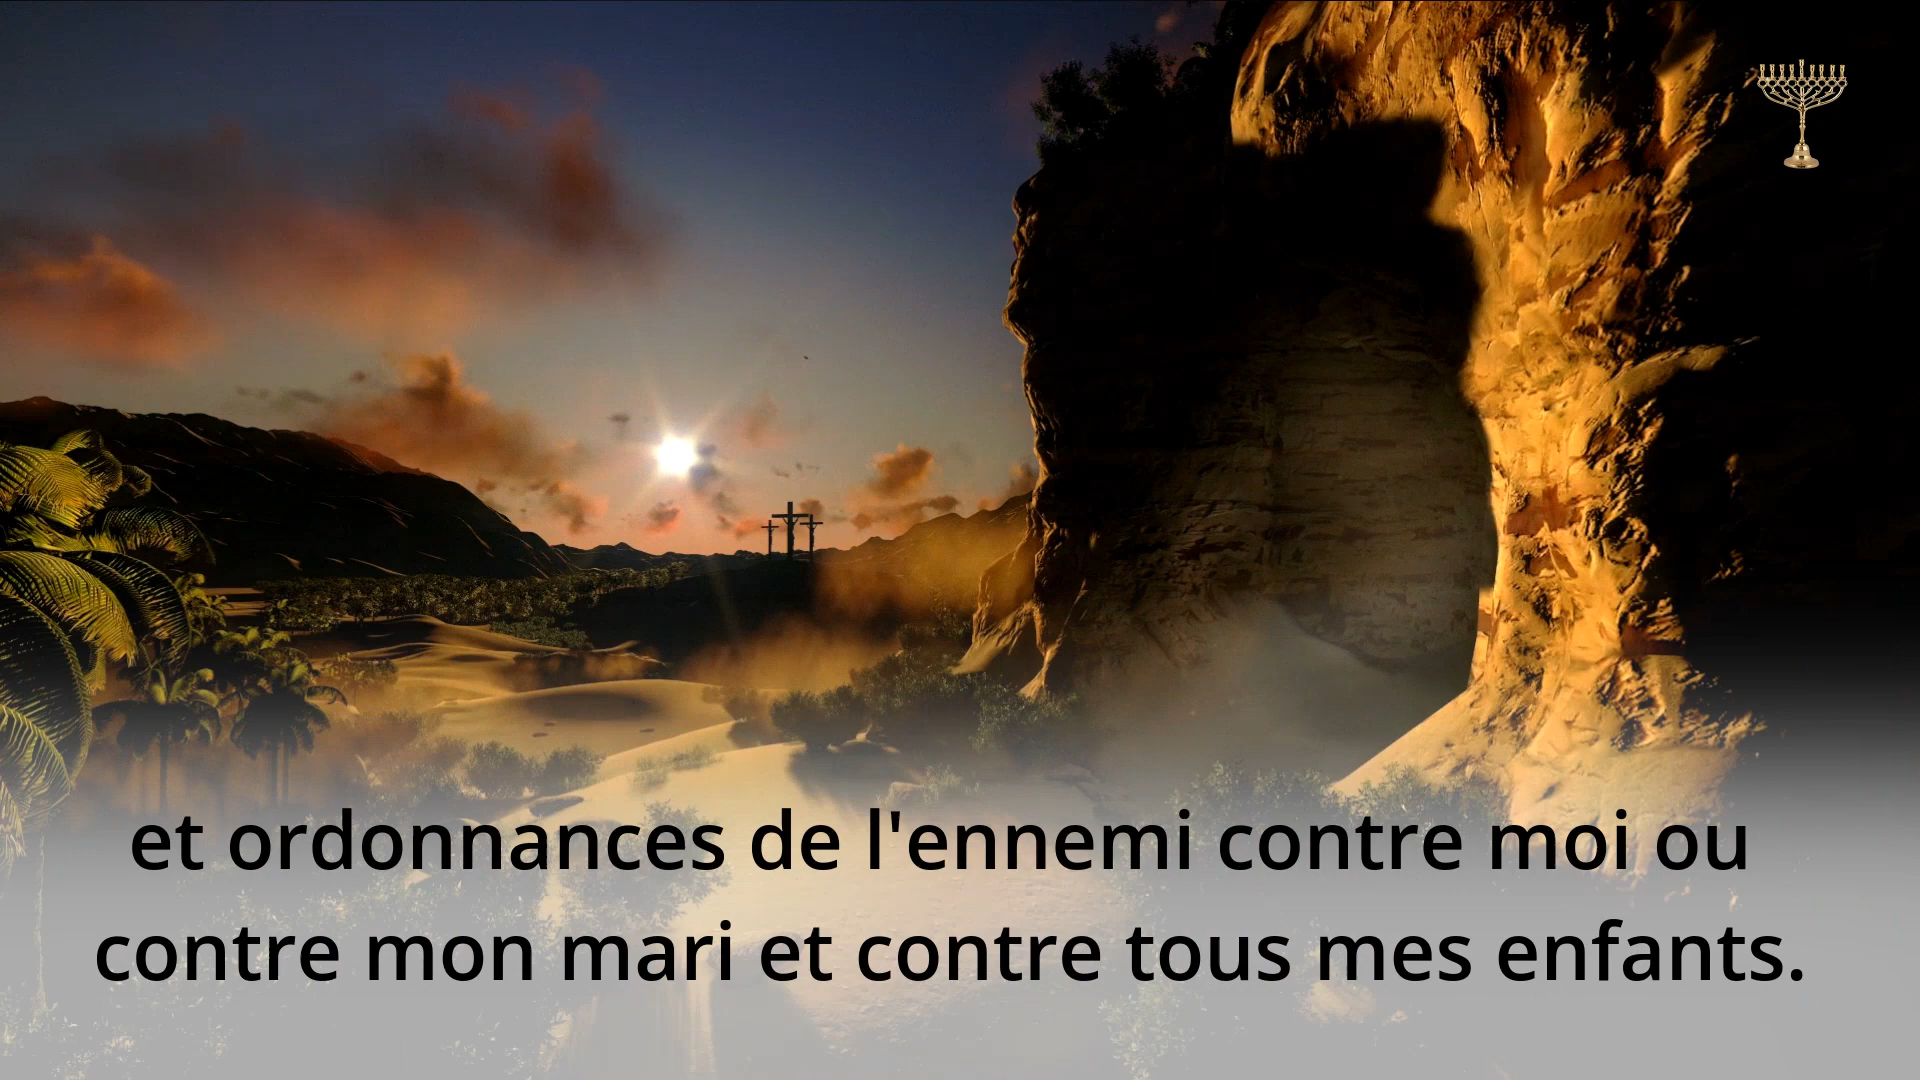 et ordonnances de l'ennemi contre moi ou
contre mon mari et contre tous mes enfants.